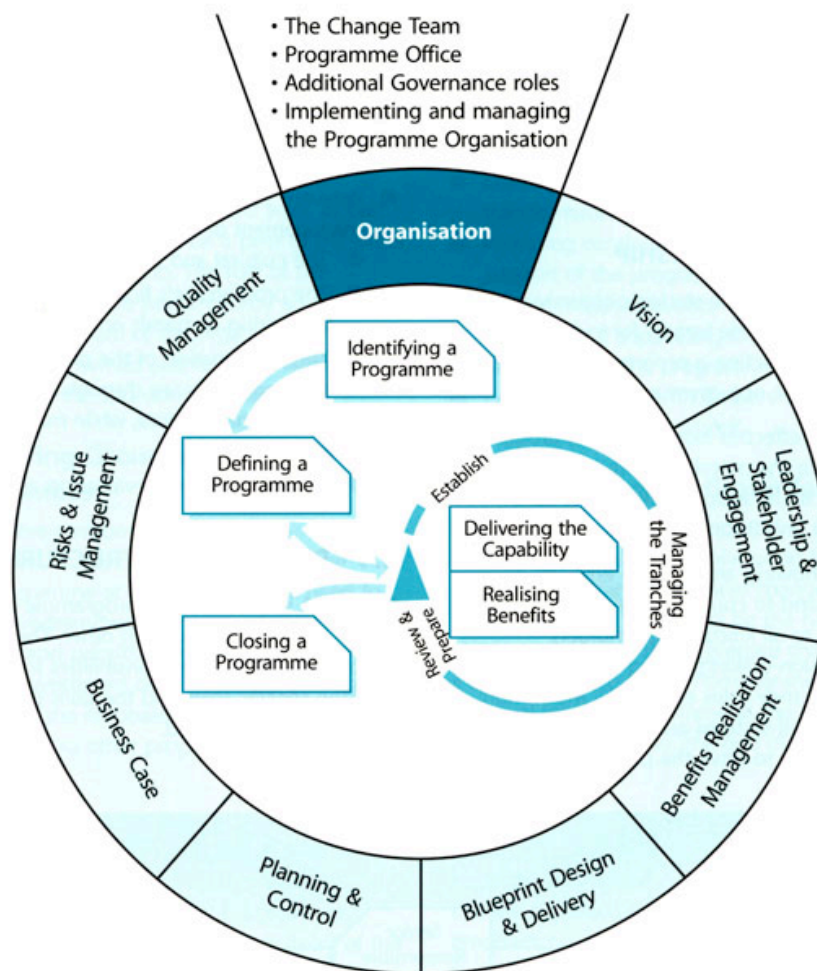 • The Change Team
• Programme Office
• Additional Governance roles
• Implementing and managing
the Programme Organisation
Organisation
Quality
Management
Vision
Identifying a
Programme
Defining a
Programme
Establish
Delivering the
Capability
Managing
the Tranches
Realising
Benefits
Review &
Prepare
Closing a
Programme
Risks & Issue
Management
Leadership &
Stakeholder
Engagement
Business Case
Benefits Realisation
Management
Planning &
Control
Blueprint Design
& Delivery